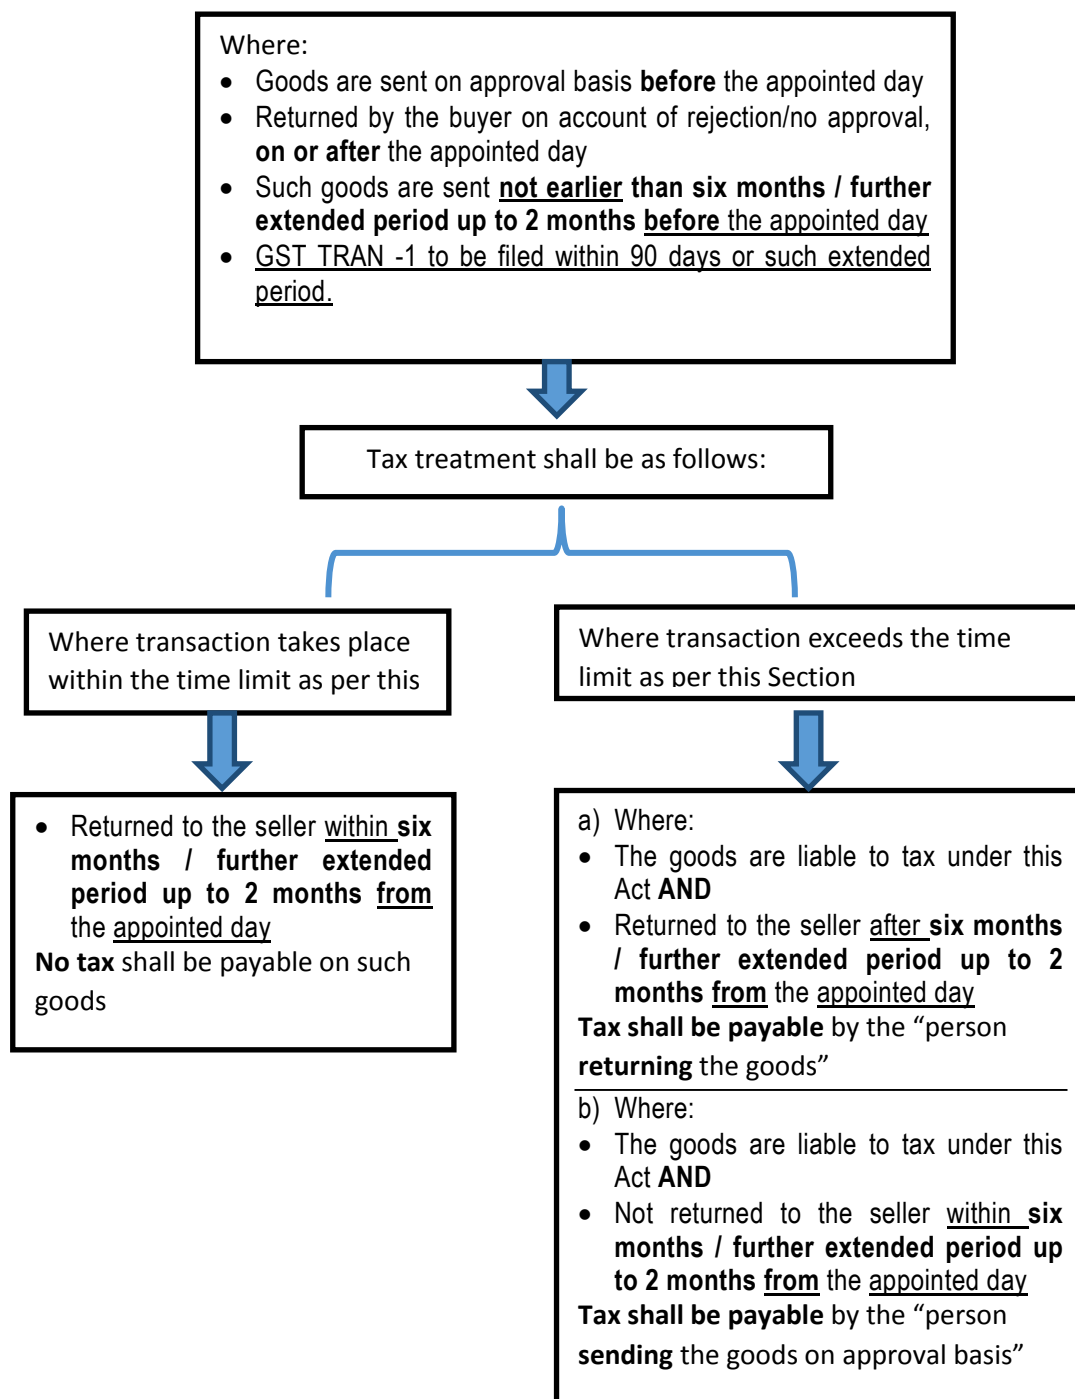 Where:
• Goods are sent on approval basis before the appointed day
• Returned by the buyer on account of rejection/no approval,
on or after the appointed day
• Such goods are sent not earlier than six months / further
extended period up to 2 months before the appointed day
• GST TRAN -1 to be filed within 90 days or such extended
period.
Tax treatment shall be as follows:
Where transaction takes place
within the time limit as per this
Where transaction exceeds the time
limit as per this Section
• Returned to the seller within six
months / further extended
period up to 2 months from
the appointed day
No tax shall be payable on such
goods
a) Where:
• The goods are liable to tax under this
Act AND
• Returned to the seller after six months
/ further extended period up to 2
months from the appointed day
Tax shall be payable by the “person
returning the goods”
b) Where:
• The goods are liable to tax under this
Act AND
• Not returned to the seller within six
months / further extended period up
to 2 months from the appointed day
Tax shall be payable by the “person
sending the goods on approval basis”